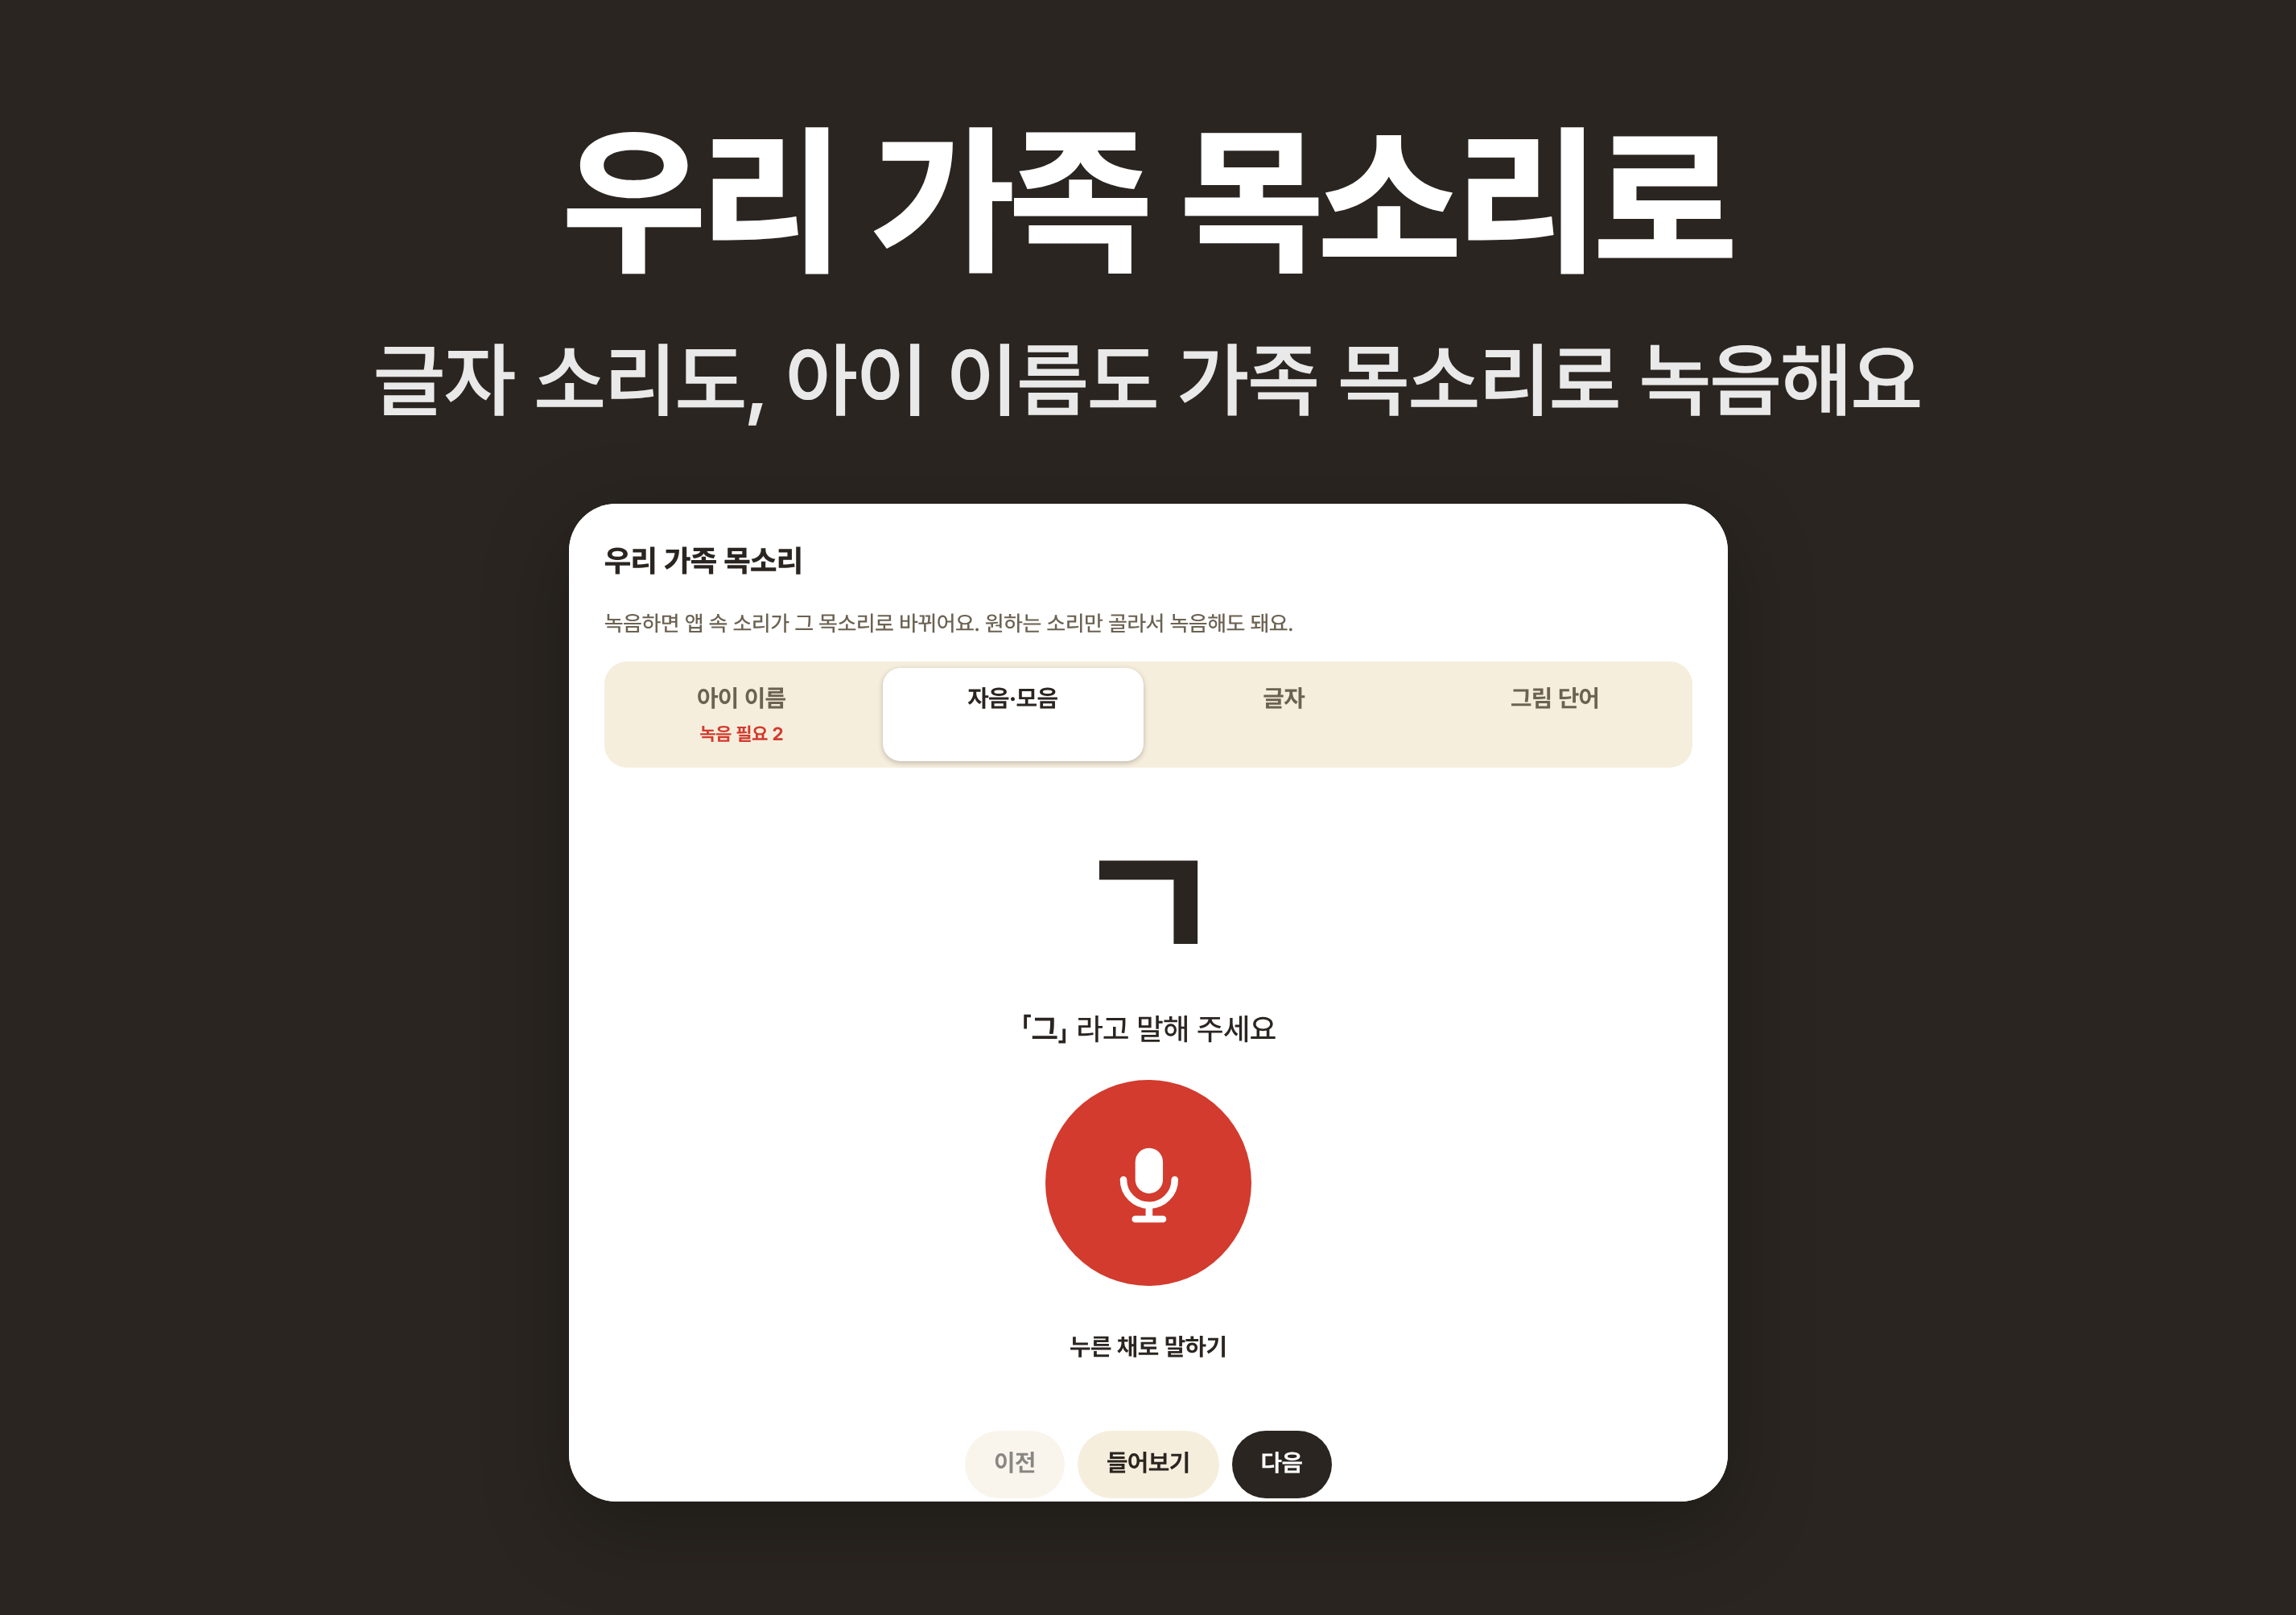 우리 가족 목소리로
글자 소리도, 아이 이름도 가족 목소리로 녹음해요
우리 가족 목소리
녹음하면 앱 속 소리가 그 목소리로 바뀌어요. 원하는 소리만 골라서 녹음해도 돼요.
아이 이름 자음·모음 글자 그림 단어
녹음 필요 2
ㄱ
「그」 라고 말해 주세요
누른 채로 말하기
이전 들어보기 다음